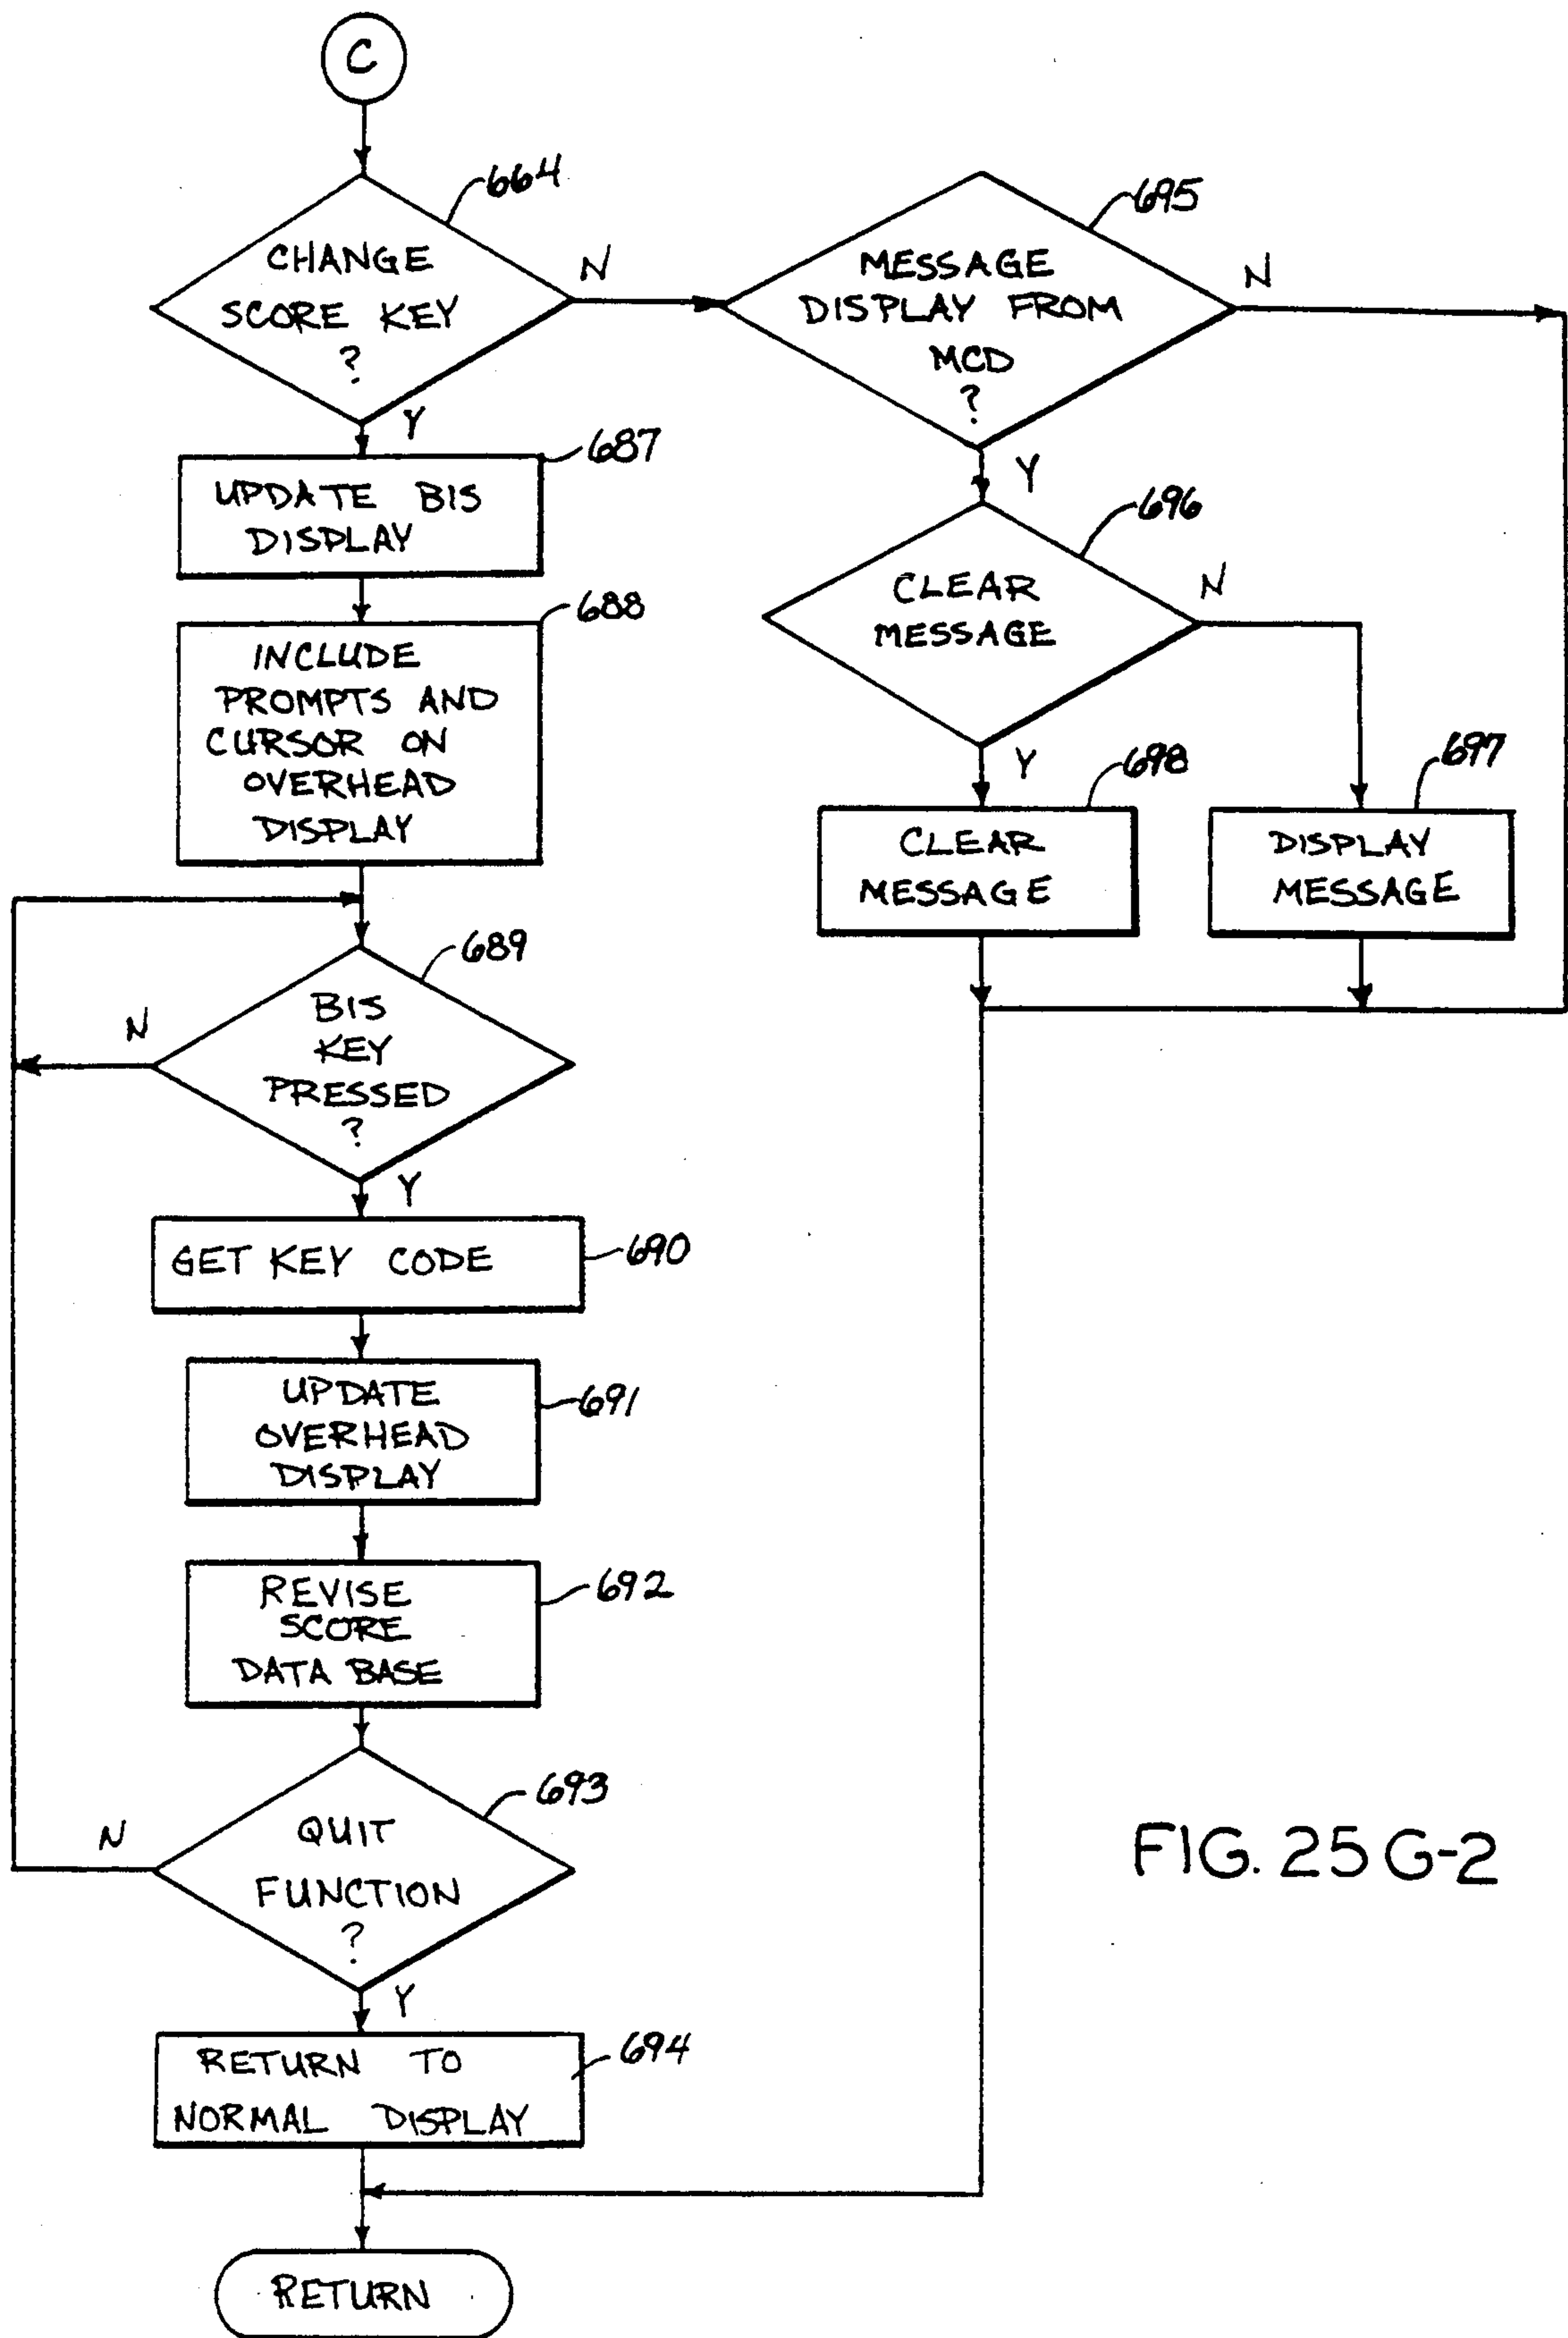 C
664
CHANGE
SCORE KEY
?
N
Y
695
MESSAGE
DISPLAY FROM
MCD
?
N
Y
687
UPDATE BIS
DISPLAY
688
INCLUDE
PROMPTS AND
CURSOR ON
OVERHEAD
DISPLAY
696
CLEAR
MESSAGE
N
Y
698
CLEAR
MESSAGE
697
DISPLAY
MESSAGE
689
BIS
KEY
PRESSED
?
N
Y
GET KEY CODE
690
UPDATE
OVERHEAD
DISPLAY
691
REVISE
SCORE
DATA BASE
692
693
QUIT
FUNCTION
?
N
Y
RETURN TO
NORMAL DISPLAY
694
RETURN
FIG. 25 G-2